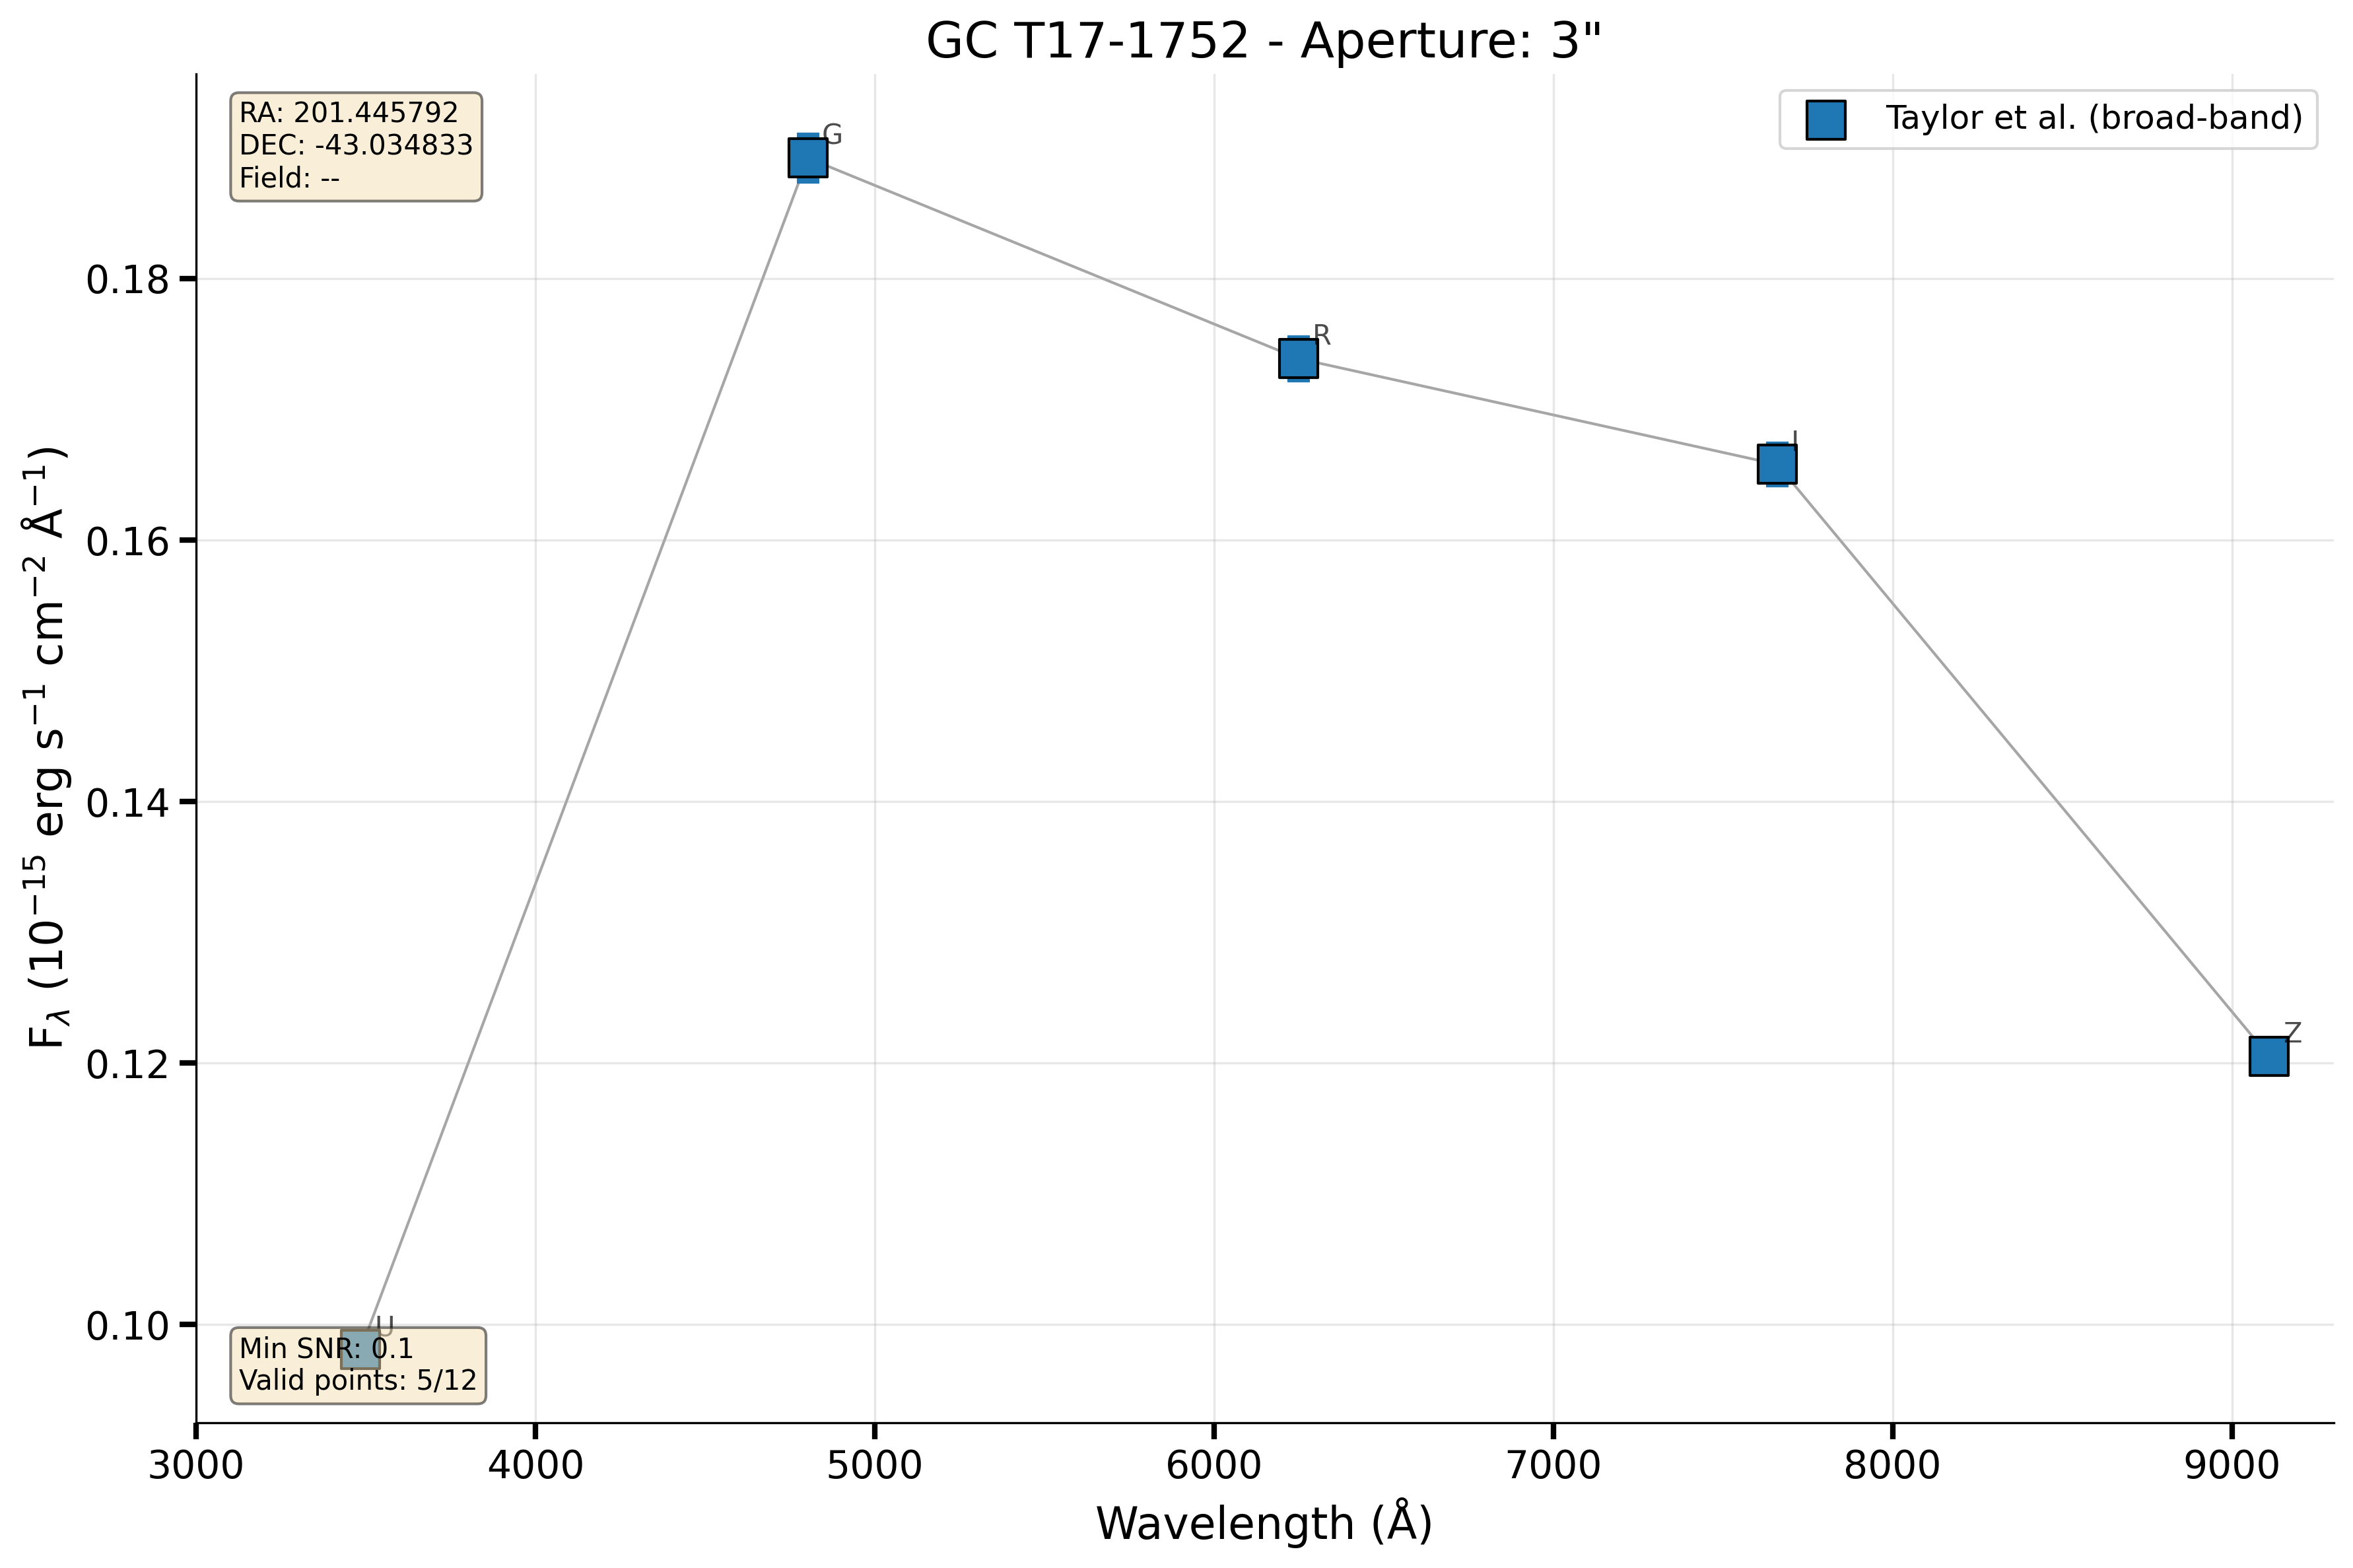 GC T17-1752 - Aperture: 3"
RA: 201.445792
DEC: -43.034833
Field: --
Taylor et al. (broad-band)
G
R
I
Z
U
Min SNR: 0.1
Valid points: 5/12
0.18
0.16
0.14
0.12
0.10
F_λ (10⁻¹⁵ erg s⁻¹ cm⁻² Å⁻¹)
3000 4000 5000 6000 7000 8000 9000
Wavelength (Å)